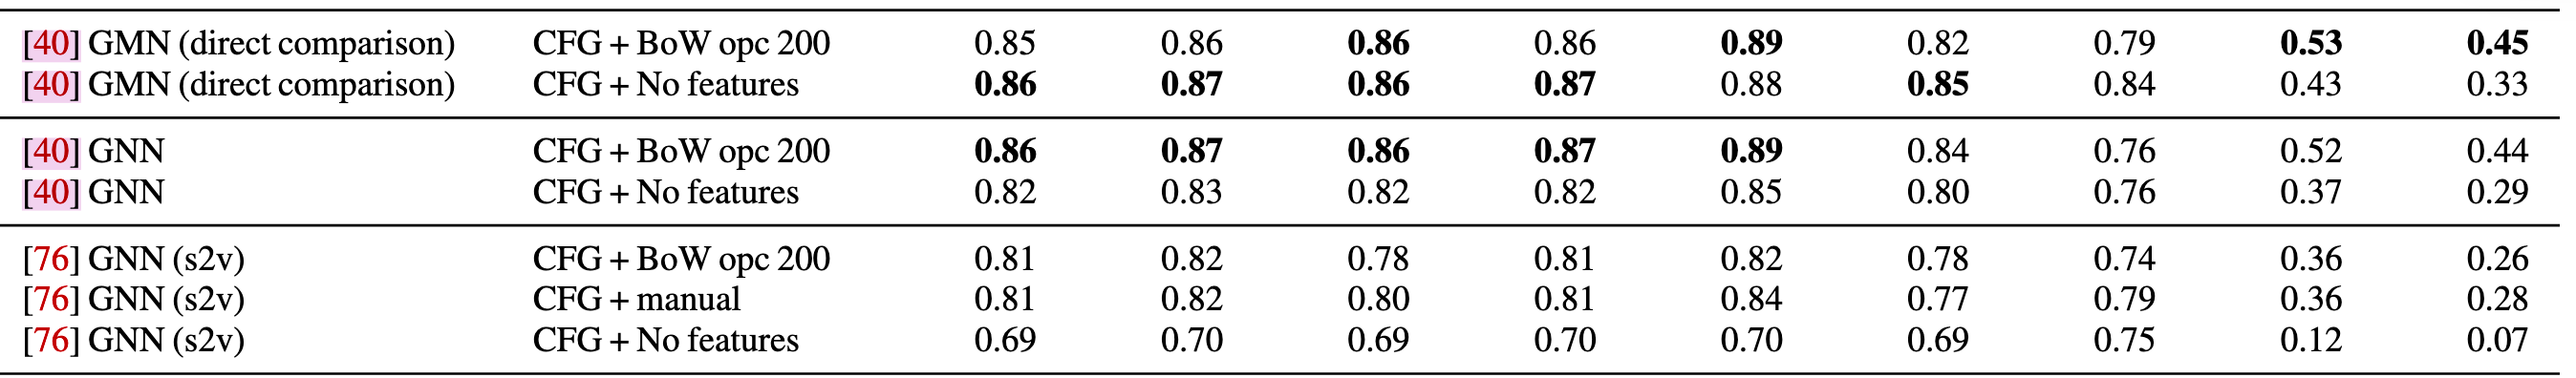 [40] GMN (direct comparison) CFG + BoW opc 200 0.85 0.86 0.86 0.86 0.89 0.82 0.79 0.53 0.45
[40] GMN (direct comparison) CFG + No features 0.86 0.87 0.86 0.87 0.88 0.85 0.84 0.43 0.33
[40] GNN CFG + BoW opc 200 0.86 0.87 0.86 0.87 0.89 0.84 0.76 0.52 0.44
[40] GNN CFG + No features 0.82 0.83 0.82 0.82 0.85 0.80 0.76 0.37 0.29
[76] GNN (s2v) CFG + BoW opc 200 0.81 0.82 0.78 0.81 0.82 0.78 0.74 0.36 0.26
[76] GNN (s2v) CFG + manual 0.81 0.82 0.80 0.81 0.84 0.77 0.79 0.36 0.28
[76] GNN (s2v) CFG + No features 0.69 0.70 0.69 0.70 0.70 0.69 0.75 0.12 0.07